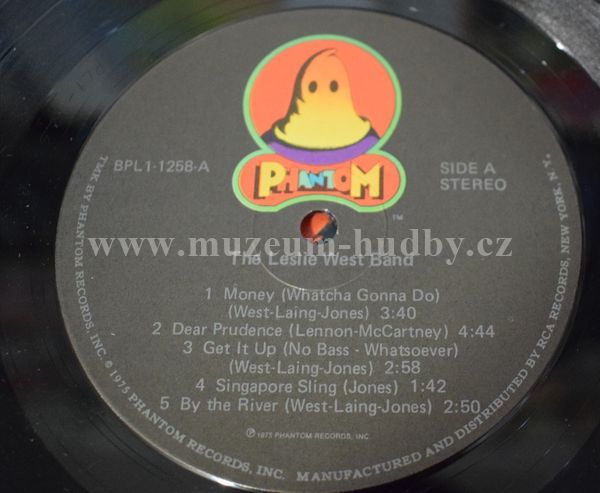 PHANTOM
TM
BPL1-1258-A
SIDE A
STEREO
www.muzeum-hudby.cz
The Leslie West Band
1 Money (Whatcha Gonna Do)
(West-Laing-Jones) 3:40
2 Dear Prudence (Lennon-McCartney) 4:44
3 Get It Up (No Bass - Whatsoever)
(West-Laing-Jones) 2:58
4 Singapore Sling (Jones) 1:42
5 By the River (West-Laing-Jones) 2:50
℗ 1975 PHANTOM RECORDS, INC.
TMK BY PHANTOM RECORDS, INC. © 1975 PHANTOM RECORDS, INC. MANUFACTURED AND DISTRIBUTED BY RCA RECORDS, NEW YORK, N.Y.